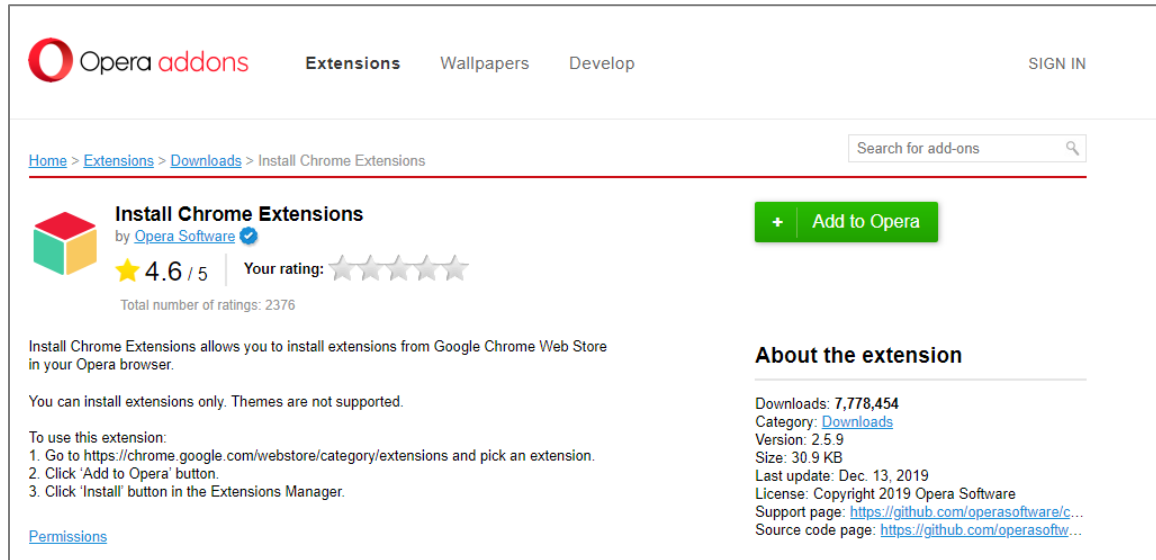 Opera addons
Extensions
Wallpapers
Develop
SIGN IN
Home > Extensions > Downloads > Install Chrome Extensions
Search for add-ons
Install Chrome Extensions
by Opera Software
4.6 / 5
Your rating:
Total number of ratings: 2376
+ Add to Opera
Install Chrome Extensions allows you to install extensions from Google Chrome Web Store
in your Opera browser.
You can install extensions only. Themes are not supported.
To use this extension:
1. Go to https://chrome.google.com/webstore/category/extensions and pick an extension.
2. Click ‘Add to Opera’ button.
3. Click ‘Install’ button in the Extensions Manager.
Permissions
About the extension
Downloads: 7,778,454
Category: Downloads
Version: 2.5.9
Size: 30.9 KB
Last update: Dec. 13, 2019
License: Copyright 2019 Opera Software
Support page: https://github.com/operasoftware/c...
Source code page: https://github.com/operasoftw...